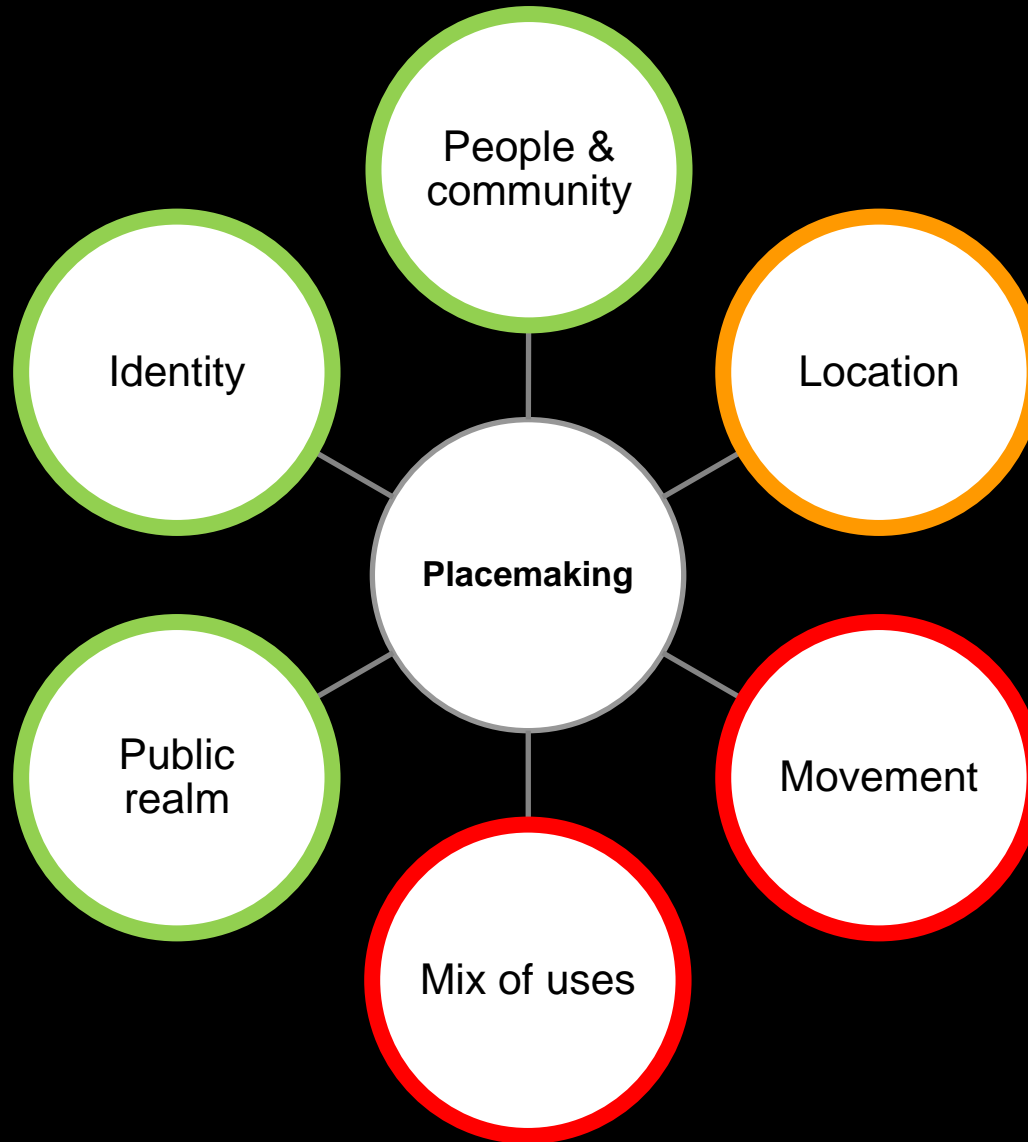 People &
community
Identity
Location
Placemaking
Public
realm
Movement
Mix of uses